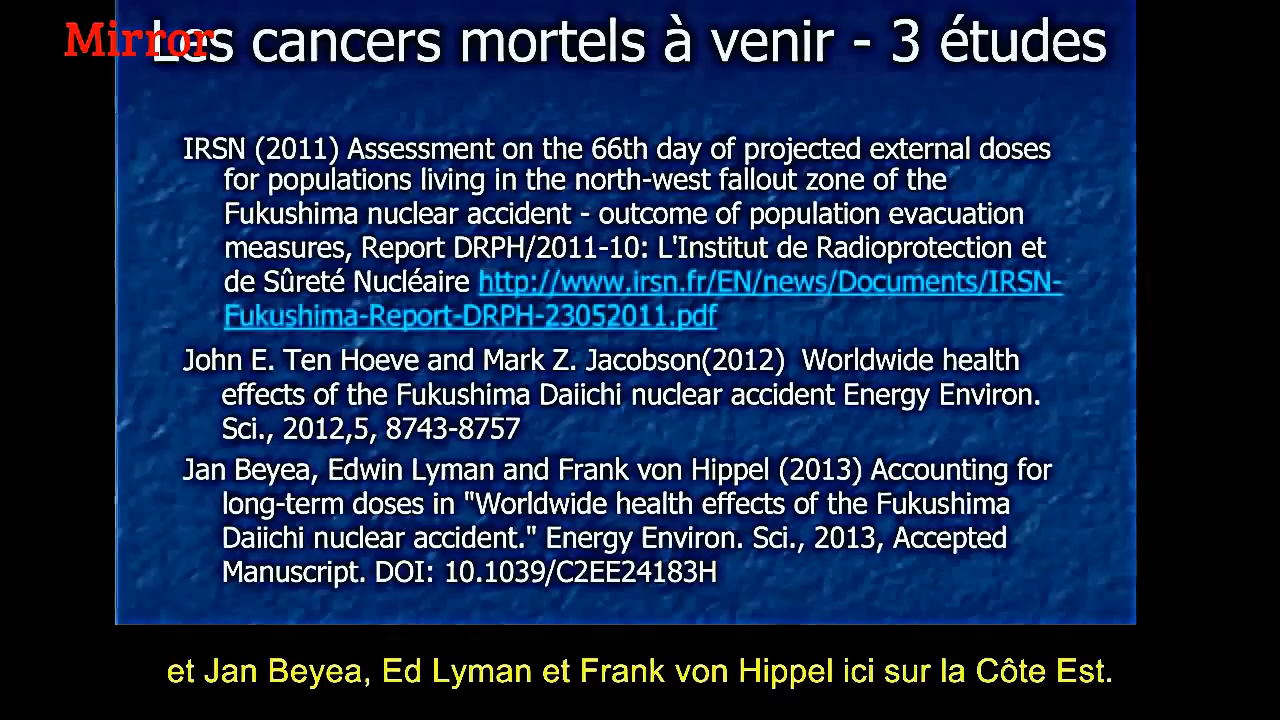 Mirror
Les cancers mortels à venir - 3 études
IRSN (2011) Assessment on the 66th day of projected external doses
for populations living in the north-west fallout zone of the
Fukushima nuclear accident - outcome of population evacuation
measures, Report DRPH/2011-10: L'Institut de Radioprotection et
de Sûreté Nucléaire http://www.irsn.fr/EN/news/Documents/IRSN-
Fukushima-Report-DRPH-23052011.pdf
John E. Ten Hoeve and Mark Z. Jacobson(2012) Worldwide health
effects of the Fukushima Daiichi nuclear accident Energy Environ.
Sci., 2012,5, 8743-8757
Jan Beyea, Edwin Lyman and Frank von Hippel (2013) Accounting for
long-term doses in "Worldwide health effects of the Fukushima
Daiichi nuclear accident." Energy Environ. Sci., 2013, Accepted
Manuscript. DOI: 10.1039/C2EE24183H
et Jan Beyea, Ed Lyman et Frank von Hippel ici sur la Côte Est.